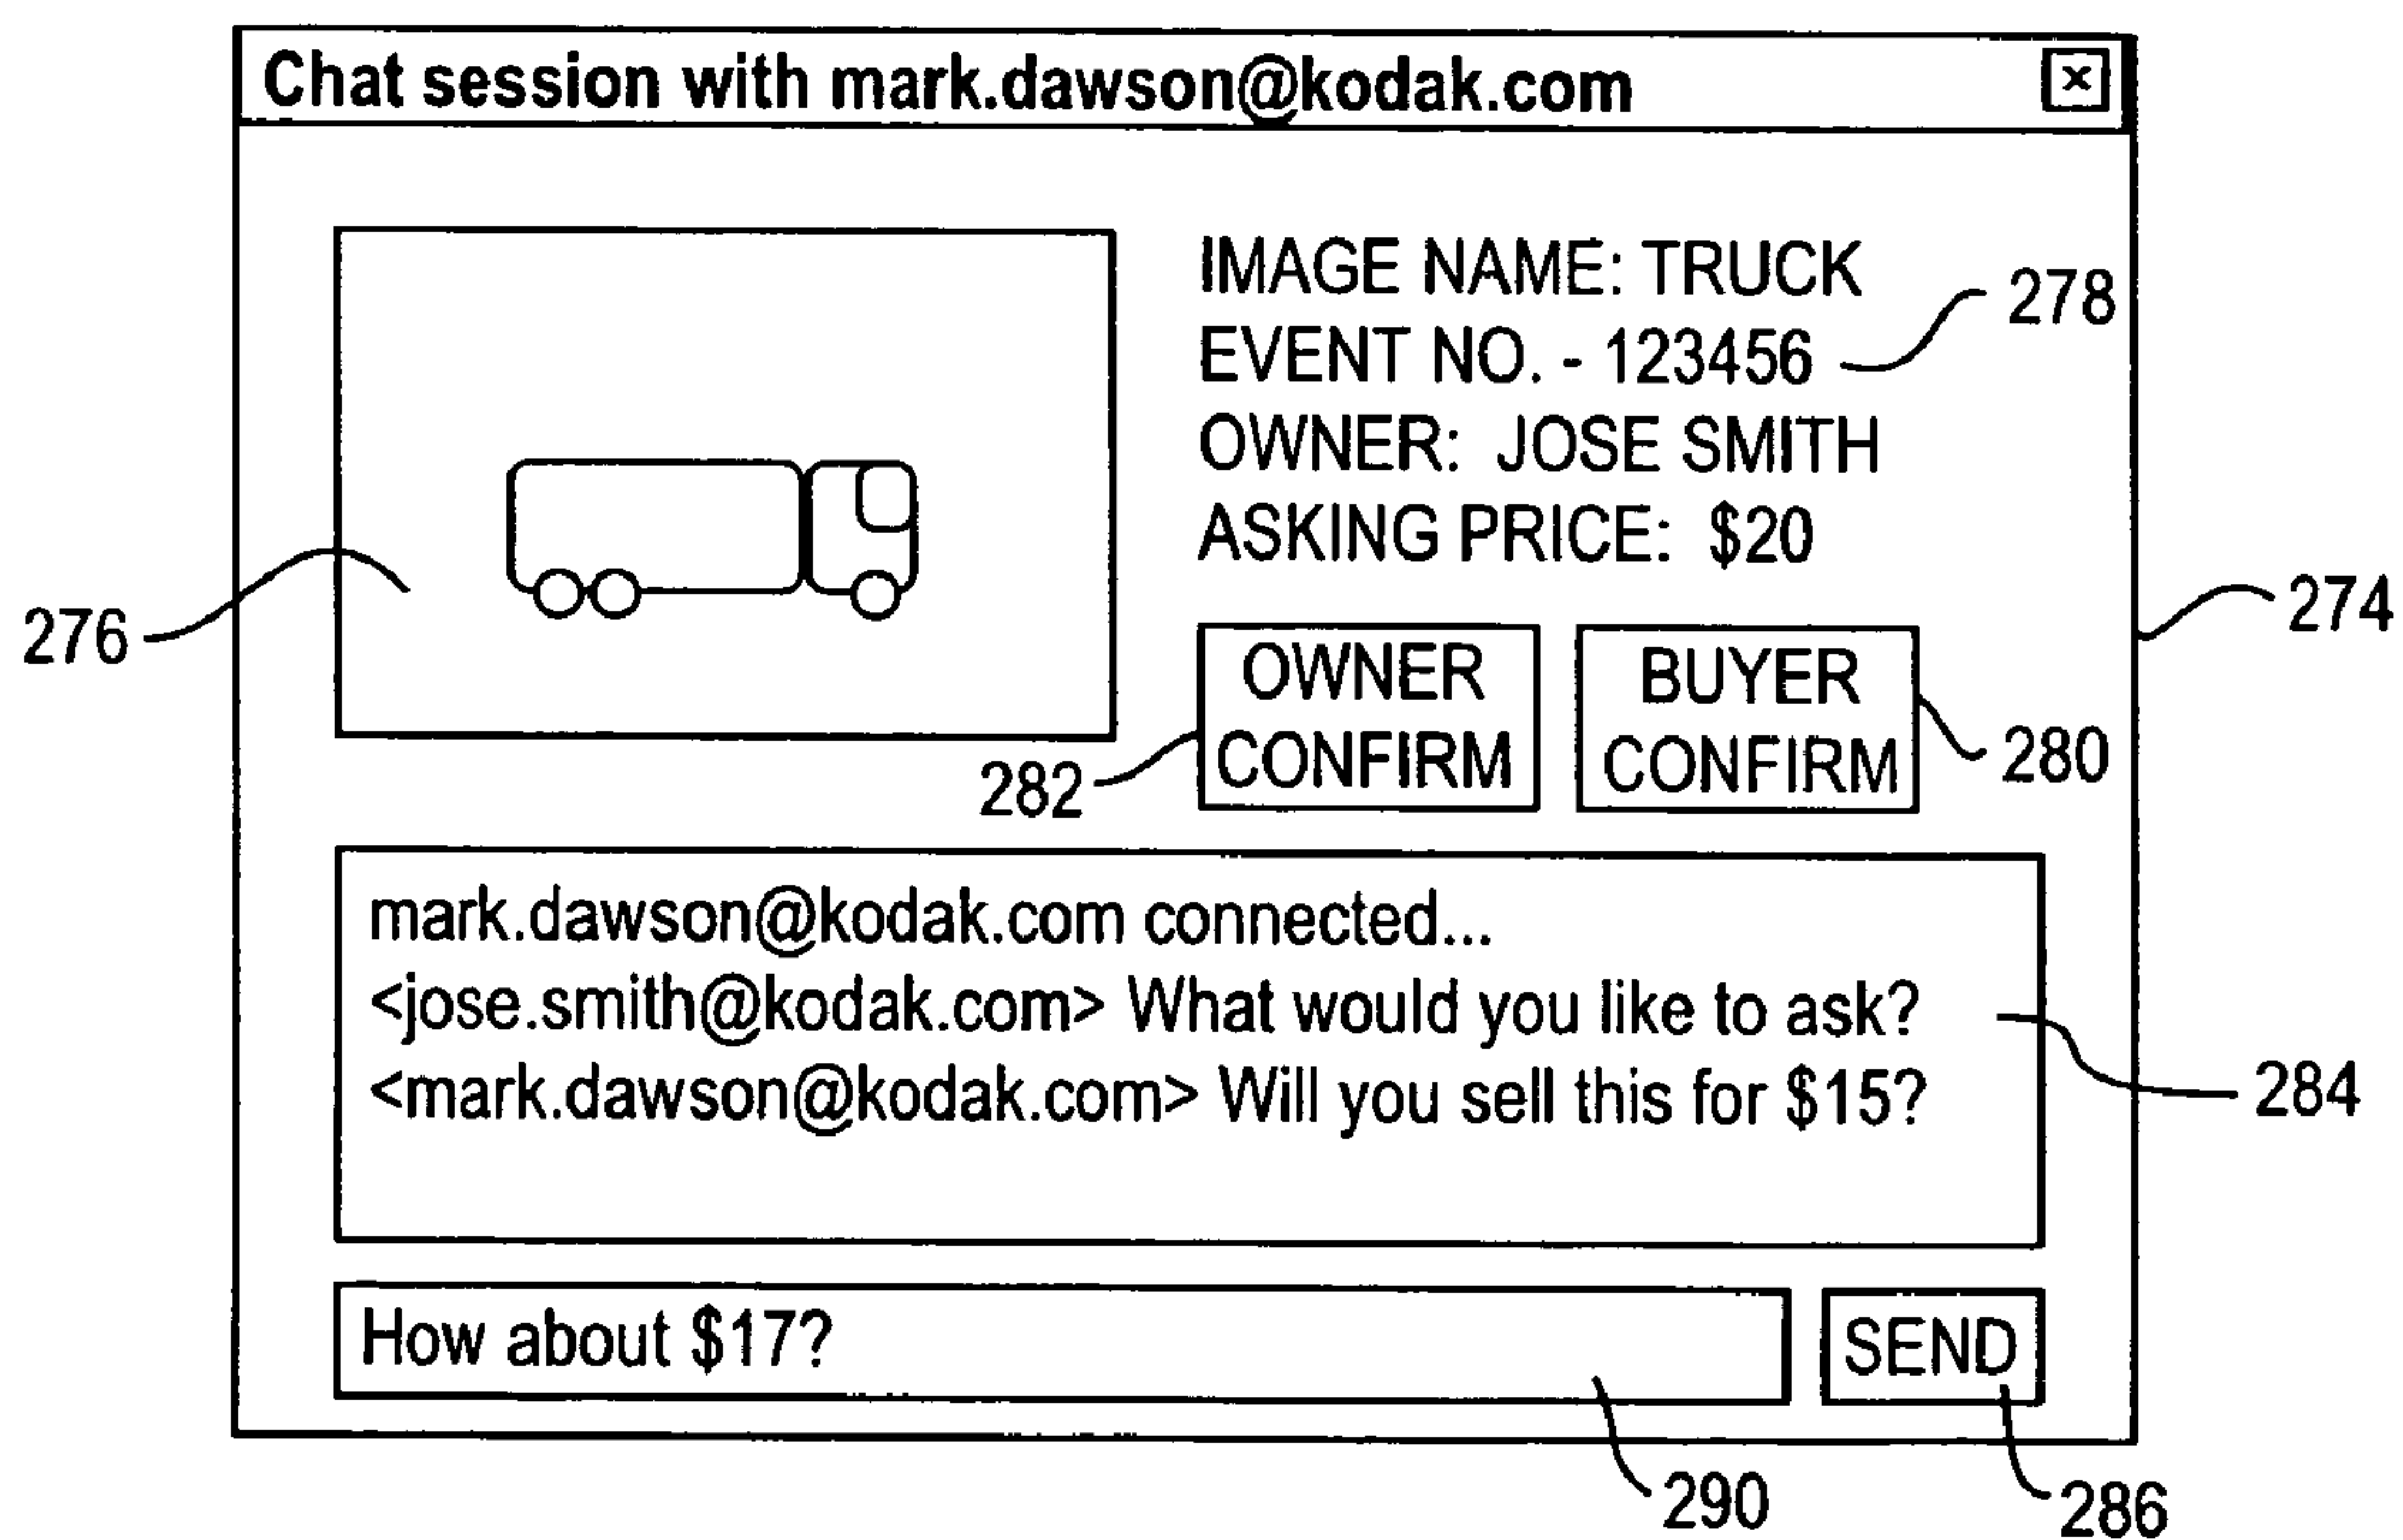 Chat session with mark.dawson@kodak.com
x
IMAGE NAME: TRUCK
278
EVENT NO. - 123456
OWNER: JOSE SMITH
ASKING PRICE: $20
276
274
OWNER
CONFIRM
BUYER
CONFIRM
282
280
mark.dawson@kodak.com connected...
<jose.smith@kodak.com> What would you like to ask?
<mark.dawson@kodak.com> Will you sell this for $15?
284
How about $17?
SEND
290
286